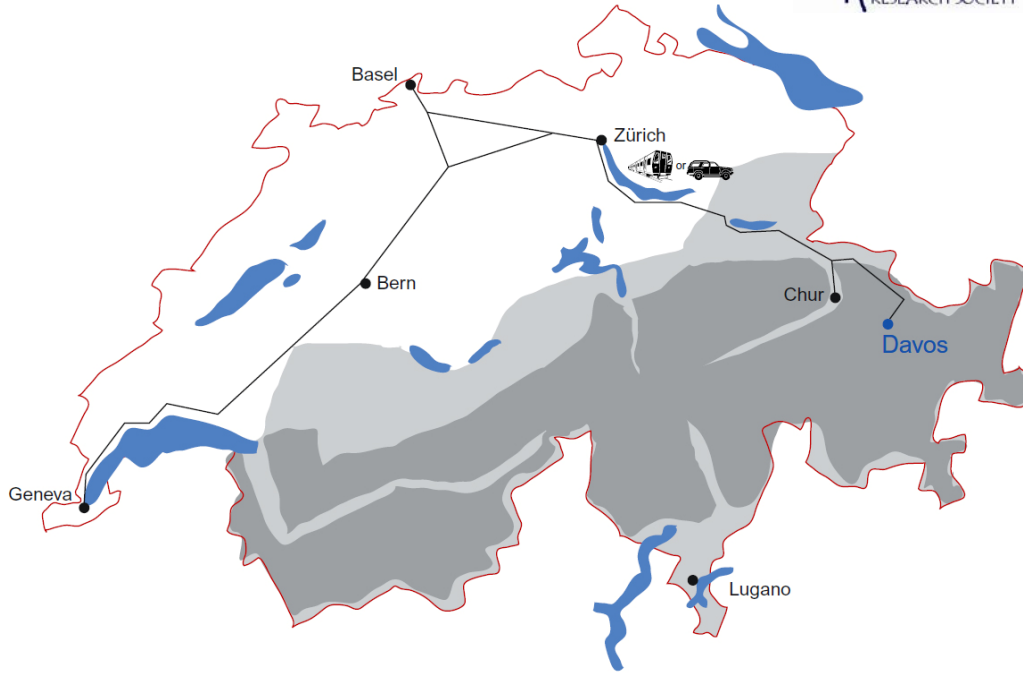 RESEARCH SOCIETY
Basel
Zürich
or
Bern
Chur
Davos
Geneva
Lugano